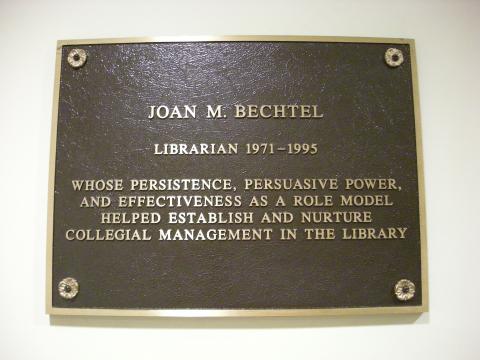 JOAN M. BECHTEL
LIBRARIAN 1971–1995
WHOSE PERSISTENCE, PERSUASIVE POWER,
AND EFFECTIVENESS AS A ROLE MODEL
HELPED ESTABLISH AND NURTURE
COLLEGIAL MANAGEMENT IN THE LIBRARY